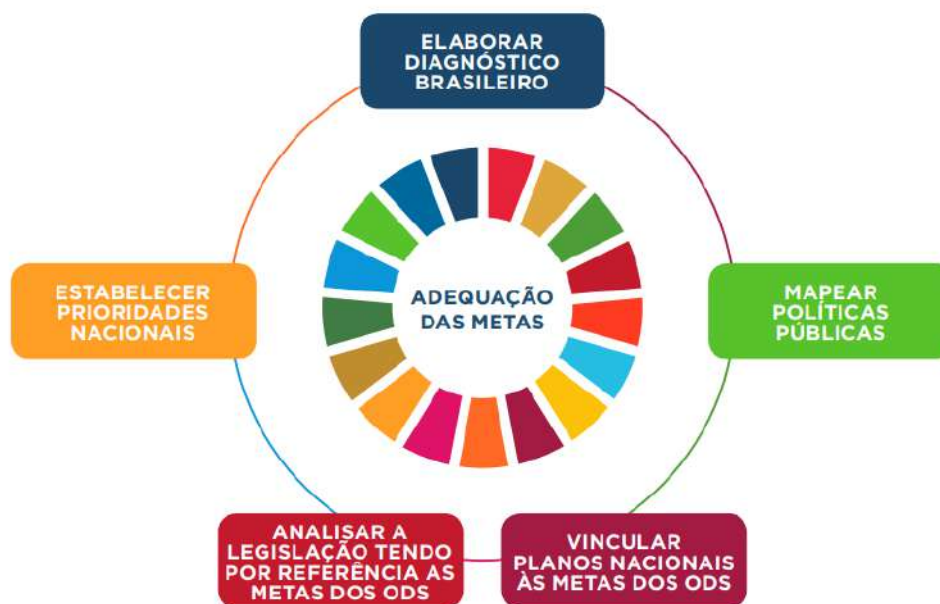 ELABORAR
DIAGNÓSTICO
BRASILEIRO
ESTABELECER
PRIORIDADES
NACIONAIS
ADEQUAÇÃO
DAS METAS
MAPEAR
POLÍTICAS
PÚBLICAS
ANALISAR A
LEGISLAÇÃO TENDO
POR REFERÊNCIA AS
METAS DOS ODS
VINCULAR
PLANOS NACIONAIS
ÀS METAS DOS ODS